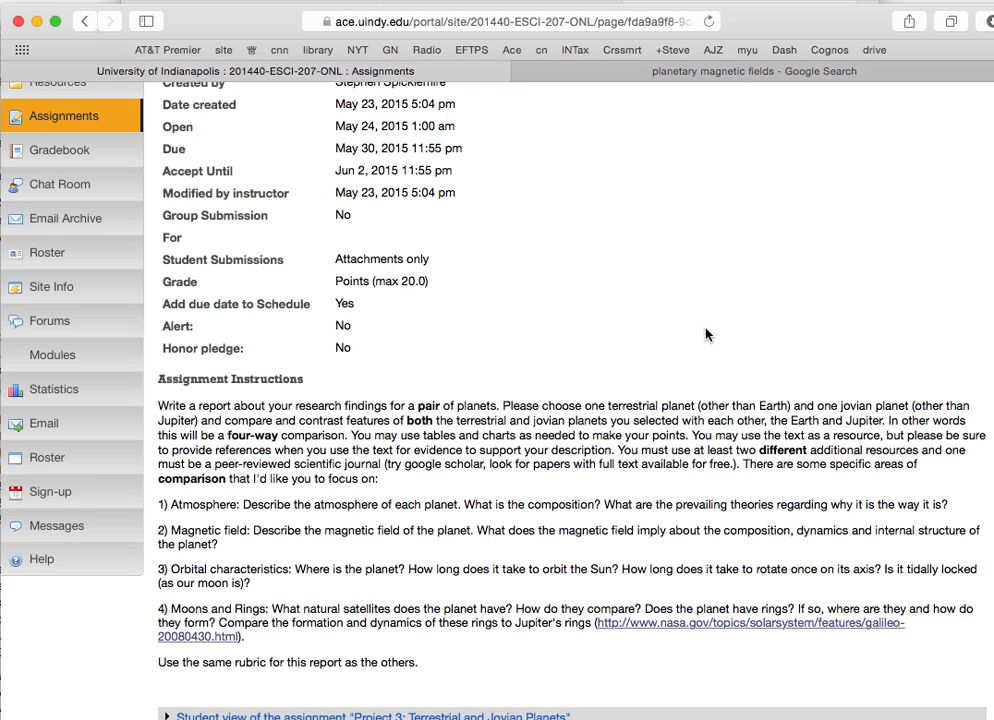 ace.uindy.edu/portal/site/201440-ESCI-207-ONL/page/fda9a9f8-9c
AT&T Premier site cnn library NYT GN Radio EFTPS Ace cn INTax Crssmrt +Steve AJZ myu Dash Cognos drive
University of Indianapolis : 201440-ESCI-207-ONL : Assignments
planetary magnetic fields - Google Search
Resources
Assignments
Gradebook
Chat Room
Email Archive
Roster
Site Info
Forums
Modules
Statistics
Email
Roster
Sign-up
Messages
Help
Created by Stephen Spicklemire
Date created May 23, 2015 5:04 pm
Open May 24, 2015 1:00 am
Due May 30, 2015 11:55 pm
Accept Until Jun 2, 2015 11:55 pm
Modified by instructor May 23, 2015 5:04 pm
Group Submission No
For
Student Submissions Attachments only
Grade Points (max 20.0)
Add due date to Schedule Yes
Alert: No
Honor pledge: No
Assignment Instructions
Write a report about your research findings for a pair of planets. Please choose one terrestrial planet (other than Earth) and one jovian planet (other than
Jupiter) and compare and contrast features of both the terrestrial and jovian planets you selected with each other, the Earth and Jupiter. In other words
this will be a four-way comparison. You may use tables and charts as needed to make your points. You may use the text as a resource, but please be sure
to provide references when you use the text for evidence to support your description. You must use at least two different additional resources and one
must be a peer-reviewed scientific journal (try google scholar, look for papers with full text available for free.). There are some specific areas of
comparison that I'd like you to focus on:
1) Atmosphere: Describe the atmosphere of each planet. What is the composition? What are the prevailing theories regarding why it is the way it is?
2) Magnetic field: Describe the magnetic field of the planet. What does the magnetic field imply about the composition, dynamics and internal structure of
the planet?
3) Orbital characteristics: Where is the planet? How long does it take to orbit the Sun? How long does it take to rotate once on its axis? Is it tidally locked
(as our moon is)?
4) Moons and Rings: What natural satellites does the planet have? How do they compare? Does the planet have rings? If so, where are they and how do
they form? Compare the formation and dynamics of these rings to Jupiter's rings (http://www.nasa.gov/topics/solarsystem/features/galileo-
20080430.html).
Use the same rubric for this report as the others.
Student view of the assignment "Project 3: Terrestrial and Jovian Planets"